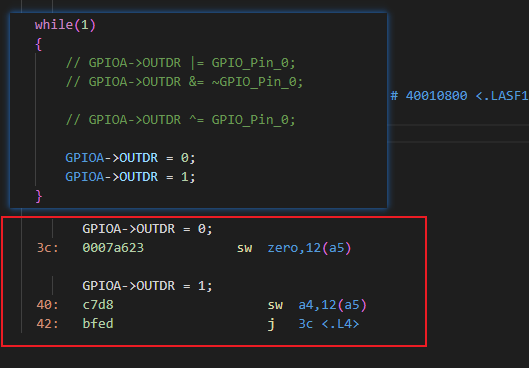 while(1)
{
// GPIOA->OUTDR |= GPIO_Pin_0;
// GPIOA->OUTDR &= ~GPIO_Pin_0;
// GPIOA->OUTDR ^= GPIO_Pin_0;
GPIOA->OUTDR = 0;
GPIOA->OUTDR = 1;
}
# 40010800 <.LASF1
GPIOA->OUTDR = 0;
3c: 0007a623 sw zero,12(a5)
GPIOA->OUTDR = 1;
40: c7d8 sw a4,12(a5)
42: bfed j 3c <.L4>